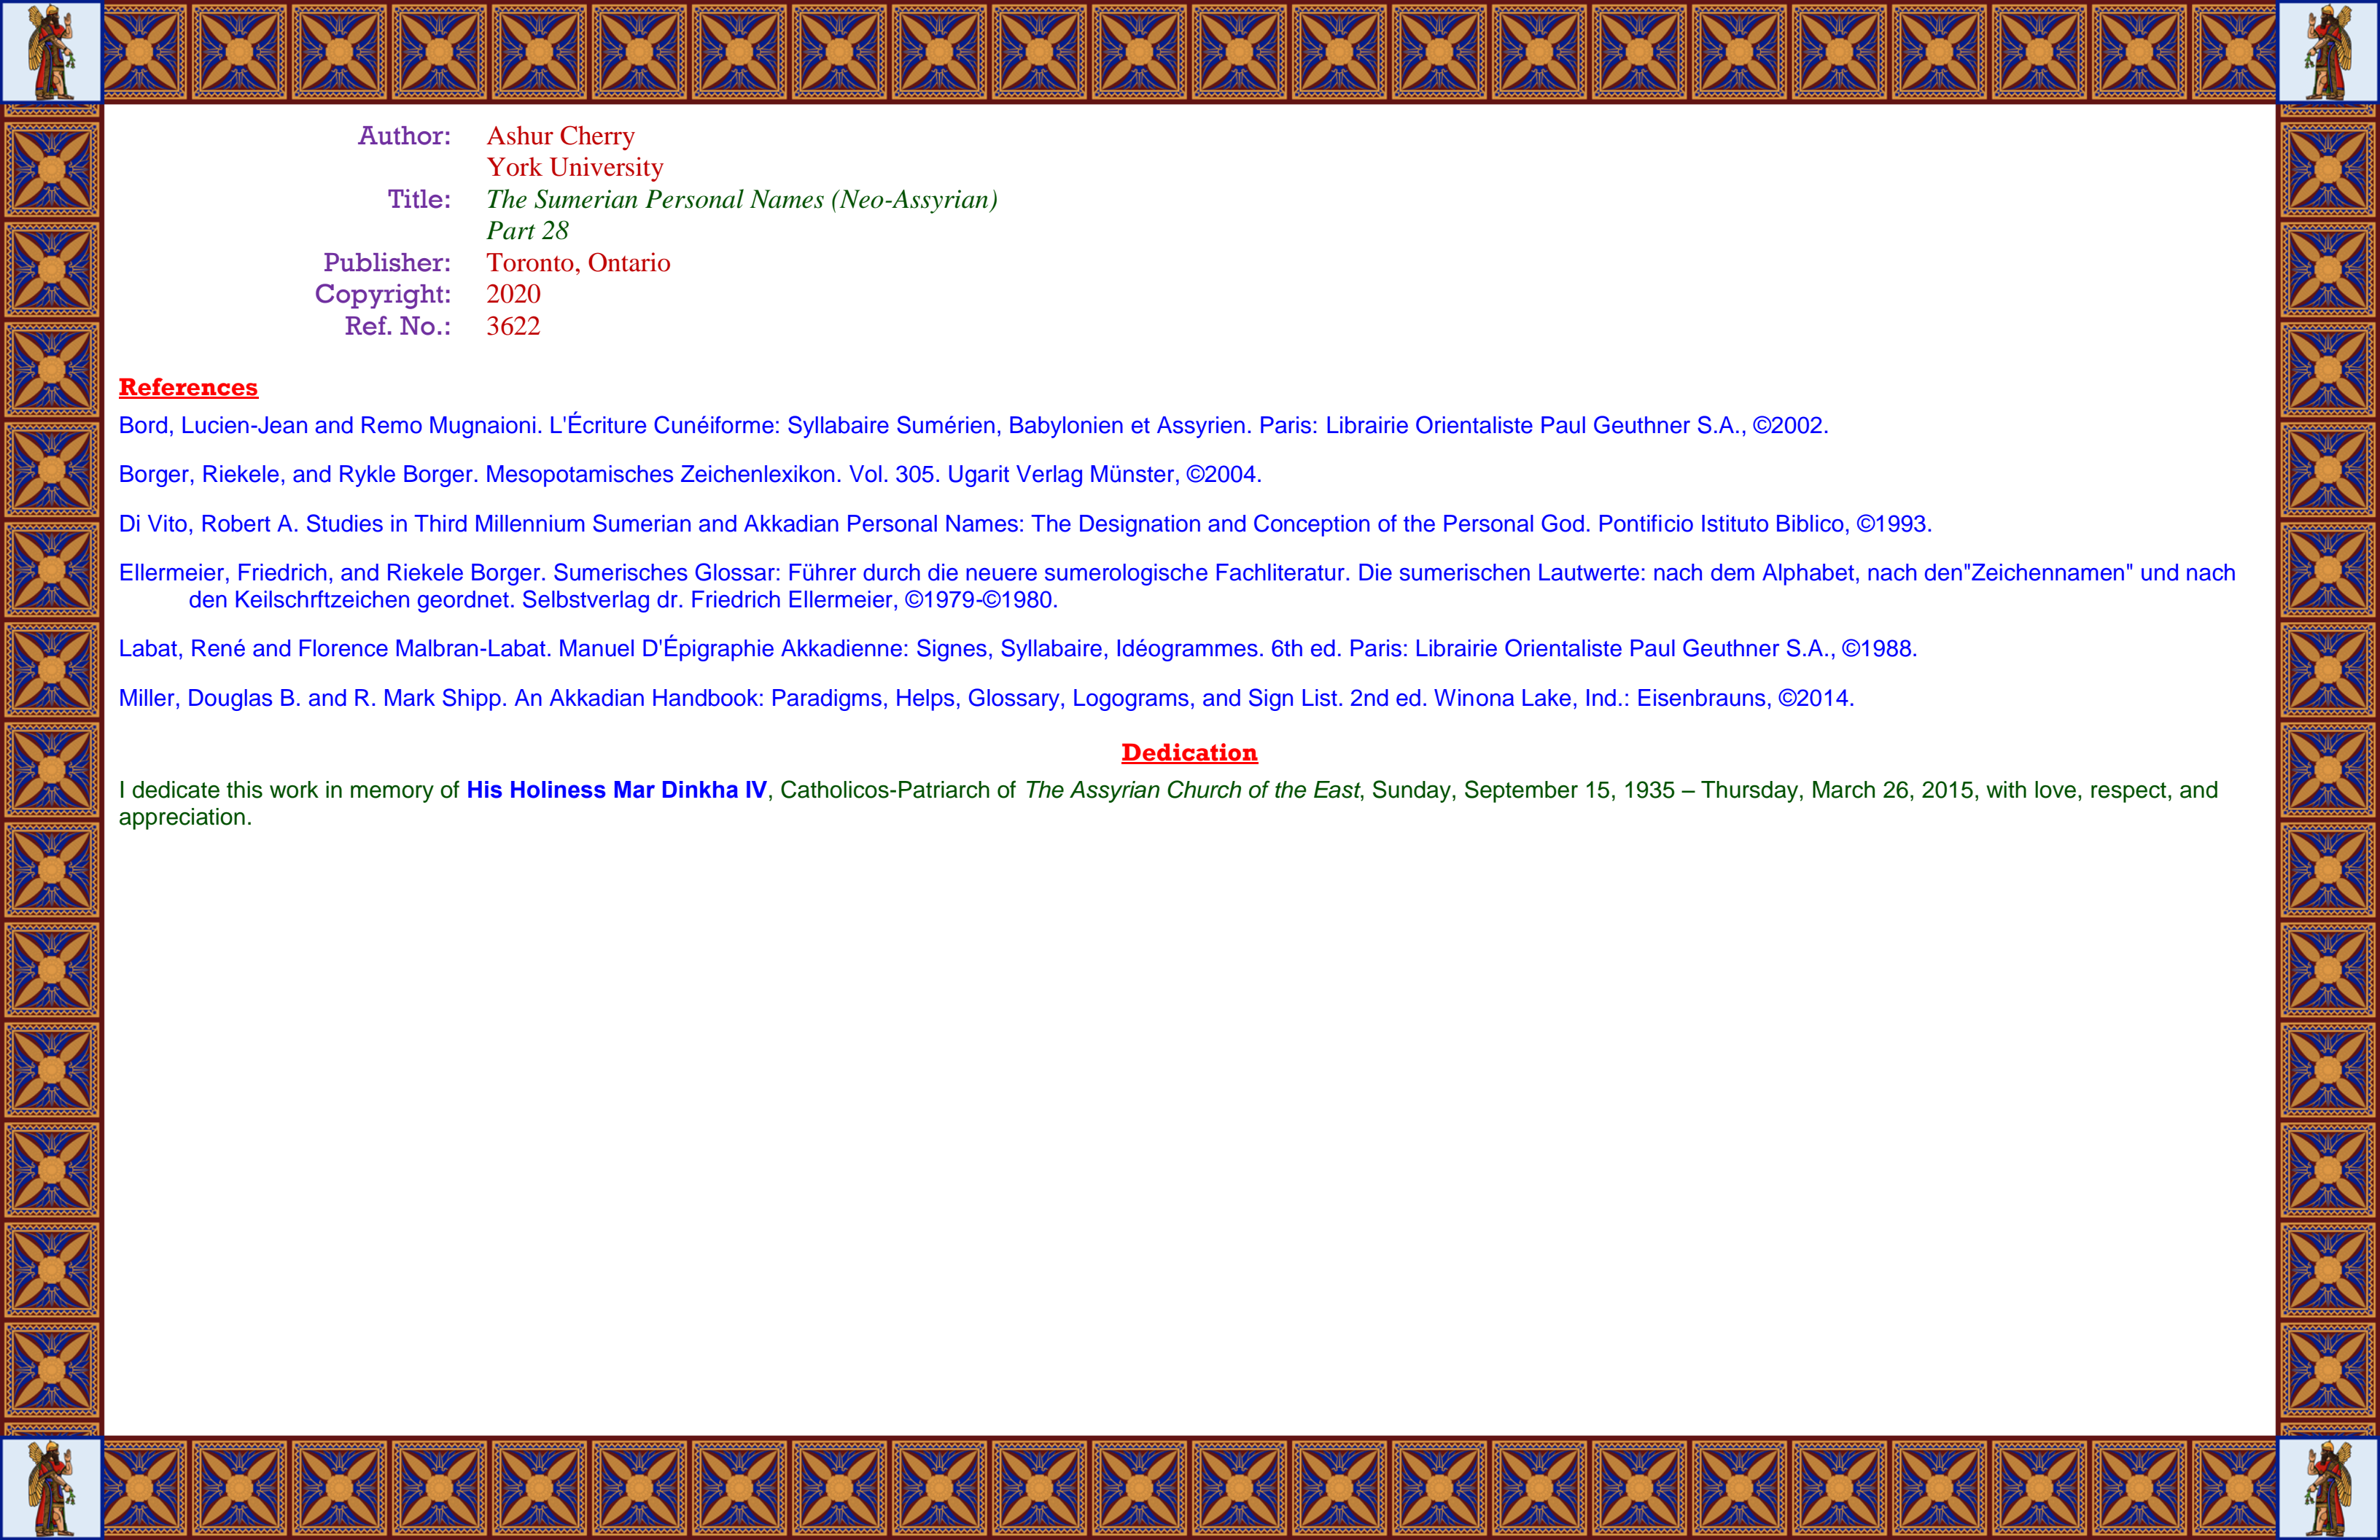 Author: Ashur Cherry
York University
Title: The Sumerian Personal Names (Neo-Assyrian)
Part 28
Publisher: Toronto, Ontario
Copyright: 2020
Ref. No.: 3622
References
Bord, Lucien-Jean and Remo Mugnaioni. L'Écriture Cunéiforme: Syllabaire Sumérien, Babylonien et Assyrien. Paris: Librairie Orientaliste Paul Geuthner S.A., ©2002.
Borger, Riekele, and Rykle Borger. Mesopotamisches Zeichenlexikon. Vol. 305. Ugarit Verlag Münster, ©2004.
Di Vito, Robert A. Studies in Third Millennium Sumerian and Akkadian Personal Names: The Designation and Conception of the Personal God. Pontificio Istituto Biblico, ©1993.
Ellermeier, Friedrich, and Riekele Borger. Sumerisches Glossar: Führer durch die neuere sumerologische Fachliteratur. Die sumerischen Lautwerte: nach dem Alphabet, nach den"Zeichennamen" und nach
den Keilschrftzeichen geordnet. Selbstverlag dr. Friedrich Ellermeier, ©1979-©1980.
Labat, René and Florence Malbran-Labat. Manuel D'Épigraphie Akkadienne: Signes, Syllabaire, Idéogrammes. 6th ed. Paris: Librairie Orientaliste Paul Geuthner S.A., ©1988.
Miller, Douglas B. and R. Mark Shipp. An Akkadian Handbook: Paradigms, Helps, Glossary, Logograms, and Sign List. 2nd ed. Winona Lake, Ind.: Eisenbrauns, ©2014.
Dedication
I dedicate this work in memory of His Holiness Mar Dinkha IV, Catholicos-Patriarch of The Assyrian Church of the East, Sunday, September 15, 1935 – Thursday, March 26, 2015, with love, respect, and
appreciation.